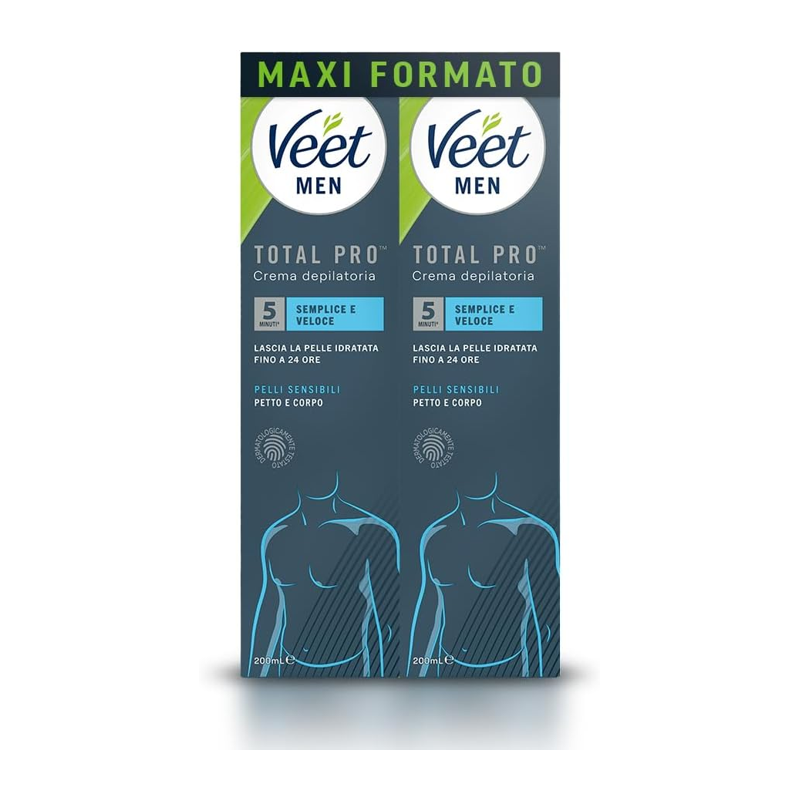 MAXI FORMATO
Veet
MEN
TOTAL PRO™
Crema depilatoria
5
MINUTI*
SEMPLICE E
VELOCE
LASCIA LA PELLE IDRATATA
FINO A 24 ORE
PELLI SENSIBILI
PETTO E CORPO
DERMATOLOGICAMENTE TESTATO
200mL e
Veet
MEN
TOTAL PRO™
Crema depilatoria
5
MINUTI*
SEMPLICE E
VELOCE
LASCIA LA PELLE IDRATATA
FINO A 24 ORE
PELLI SENSIBILI
PETTO E CORPO
DERMATOLOGICAMENTE TESTATO
200mL e